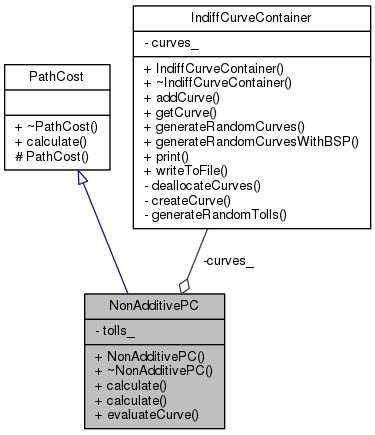 IndiffCurveContainer
- curves_
+ IndiffCurveContainer()
+ ~IndiffCurveContainer()
+ addCurve()
+ getCurve()
+ generateRandomCurves()
+ generateRandomCurvesWithBSP()
+ print()
+ writeToFile()
- deallocateCurves()
- createCurve()
- generateRandomTolls()
PathCost
+ ~PathCost()
+ calculate()
# PathCost()
-curves_
NonAdditivePC
- tolls_
+ NonAdditivePC()
+ ~NonAdditivePC()
+ calculate()
+ calculate()
+ evaluateCurve()